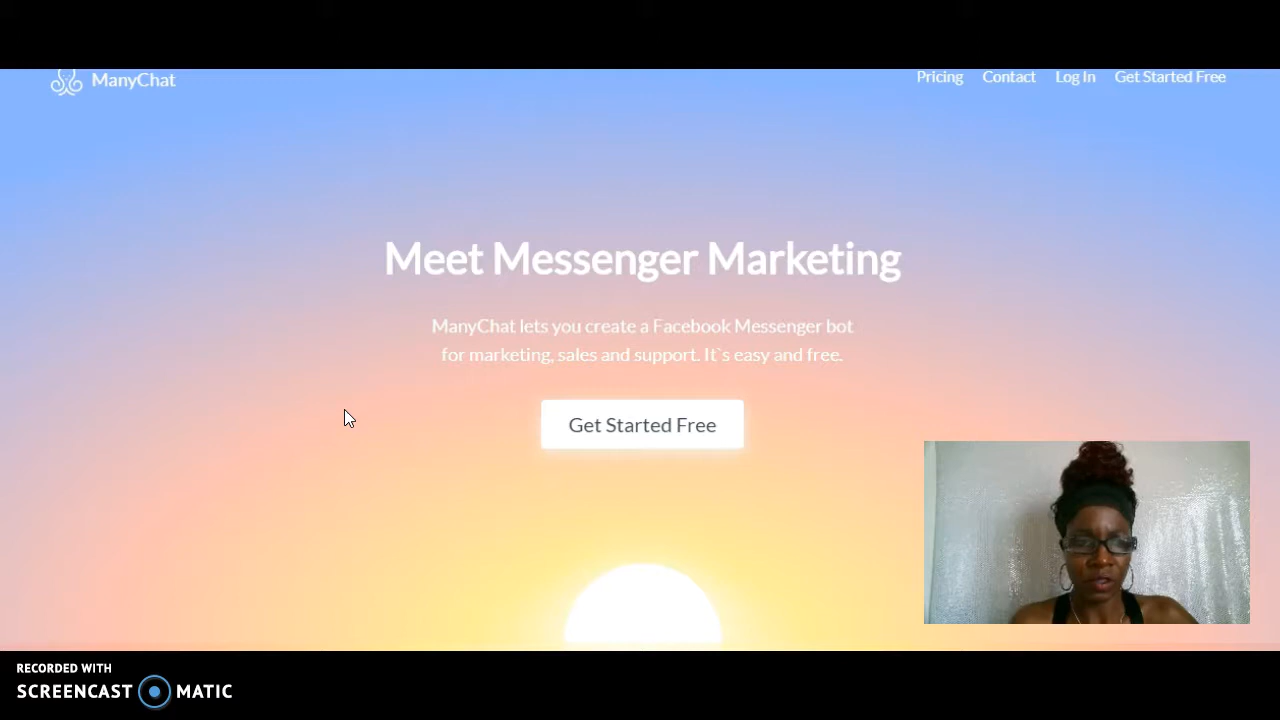 ManyChat
Pricing Contact Log In Get Started Free
Meet Messenger Marketing
ManyChat lets you create a Facebook Messenger bot
for marketing, sales and support. It`s easy and free.
Get Started Free
RECORDED WITH
SCREENCAST MATIC